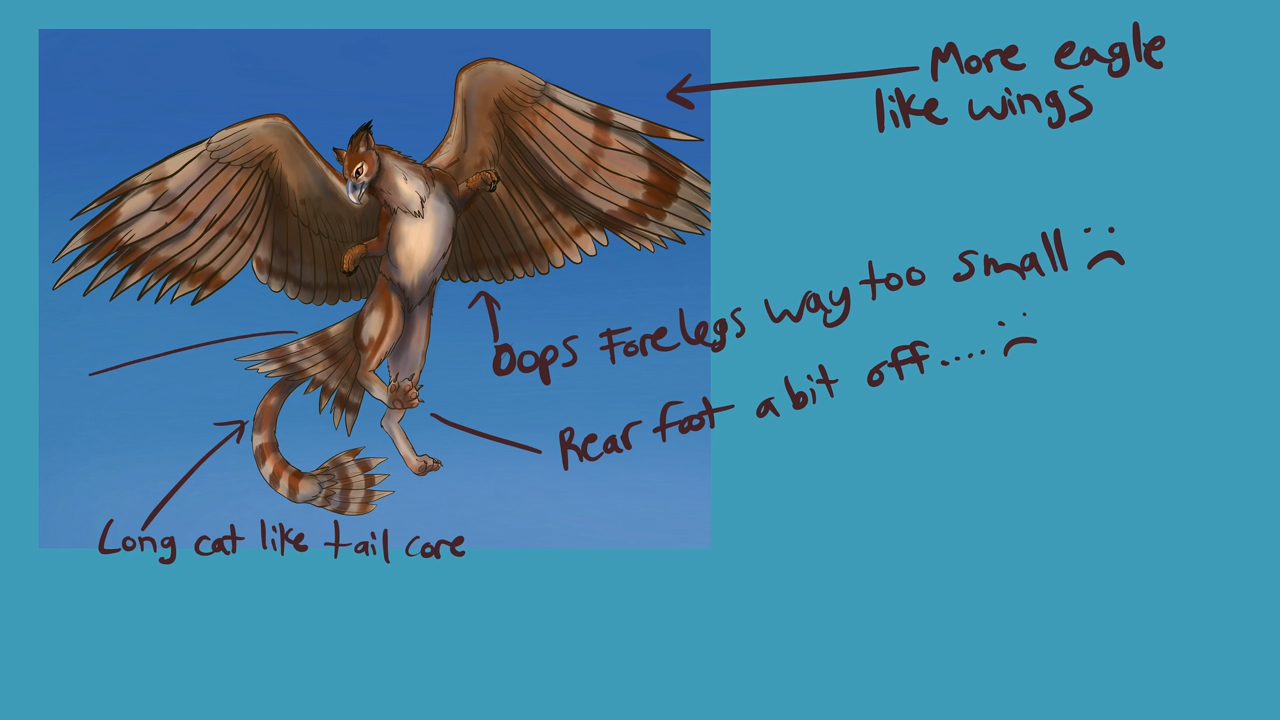 More eagle
like wings
Oops Forelegs way too small :(
Rear foot a bit off.... :(
Long cat like tail core